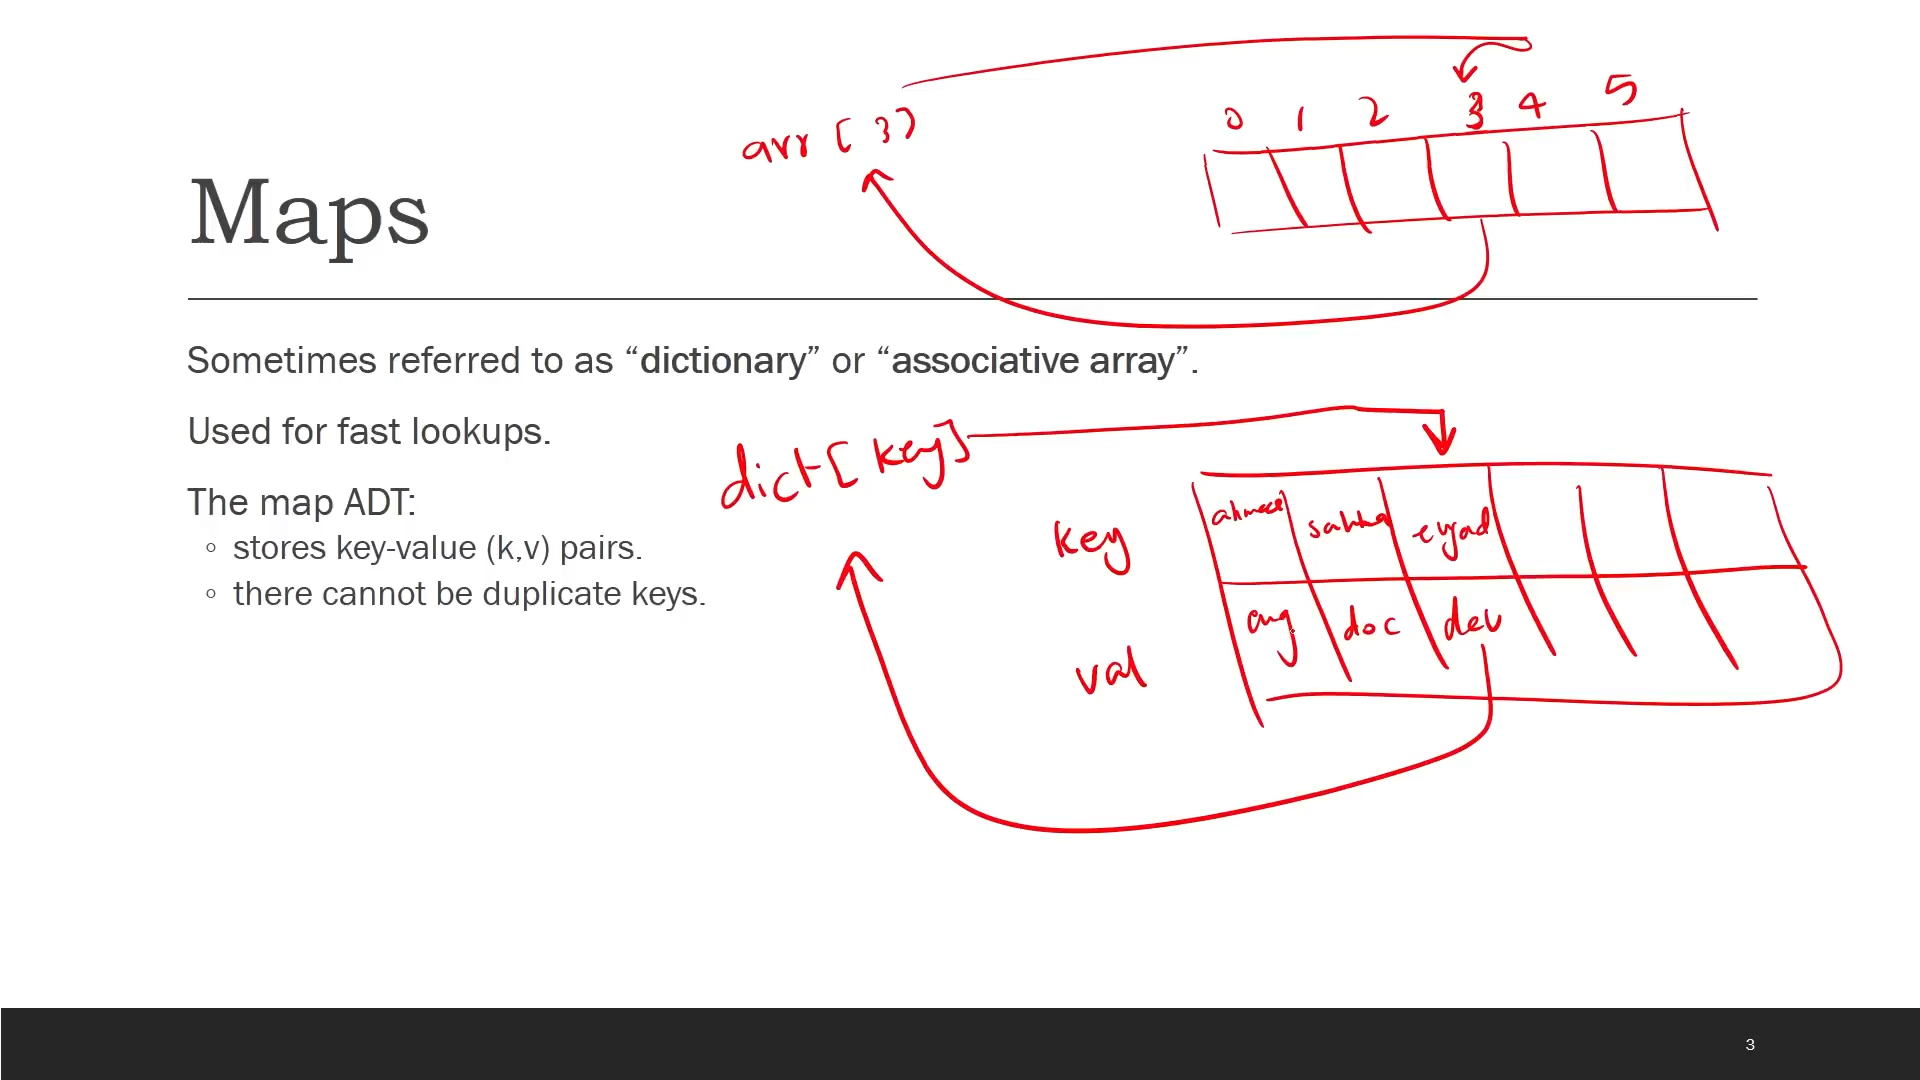 0 1 2 3 4 5
arr [ 3 ]
Maps
Sometimes referred to as “dictionary” or “associative array”.
Used for fast lookups.
dict[ key]
The map ADT:
◦ stores key-value (k,v) pairs.
◦ there cannot be duplicate keys.
key ahmed eyad
val eng doc dev
3